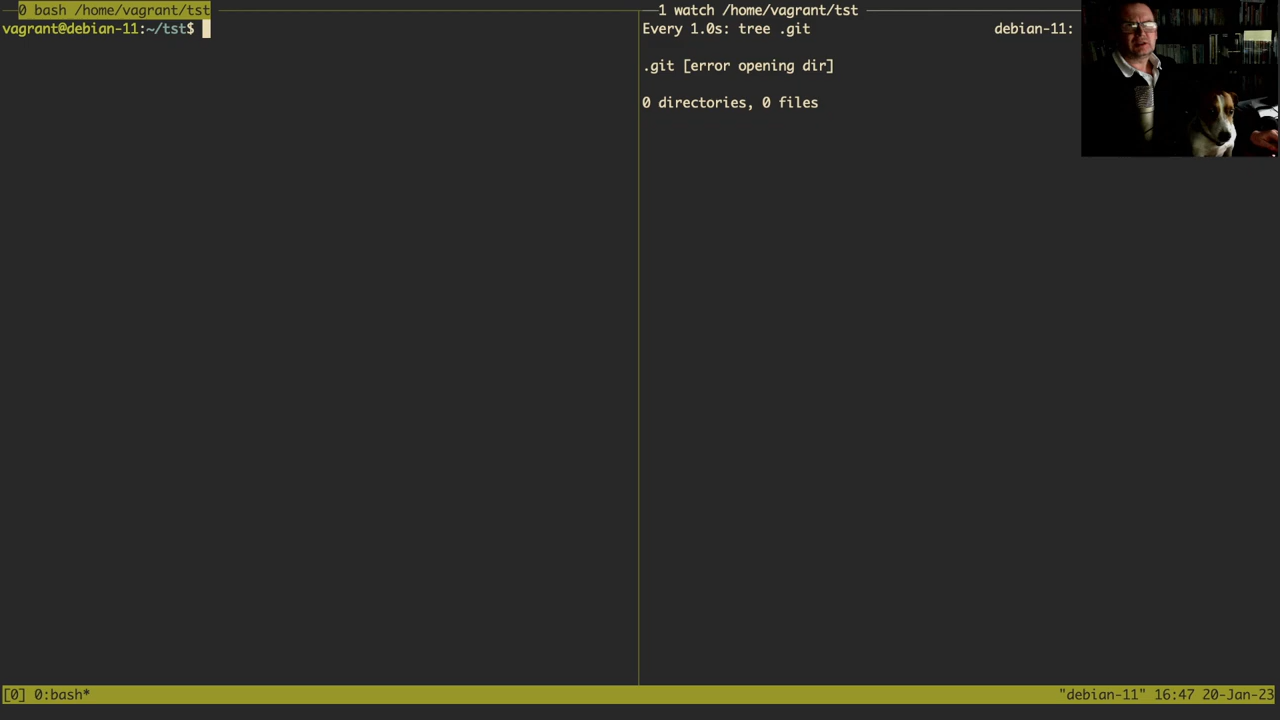 0 bash /home/vagrant/tst
vagrant@debian-11:~/tst$
1 watch /home/vagrant/tst
Every 1.0s: tree .git debian-11:
.git [error opening dir]
0 directories, 0 files
[0] 0:bash* "debian-11" 16:47 20-Jan-23